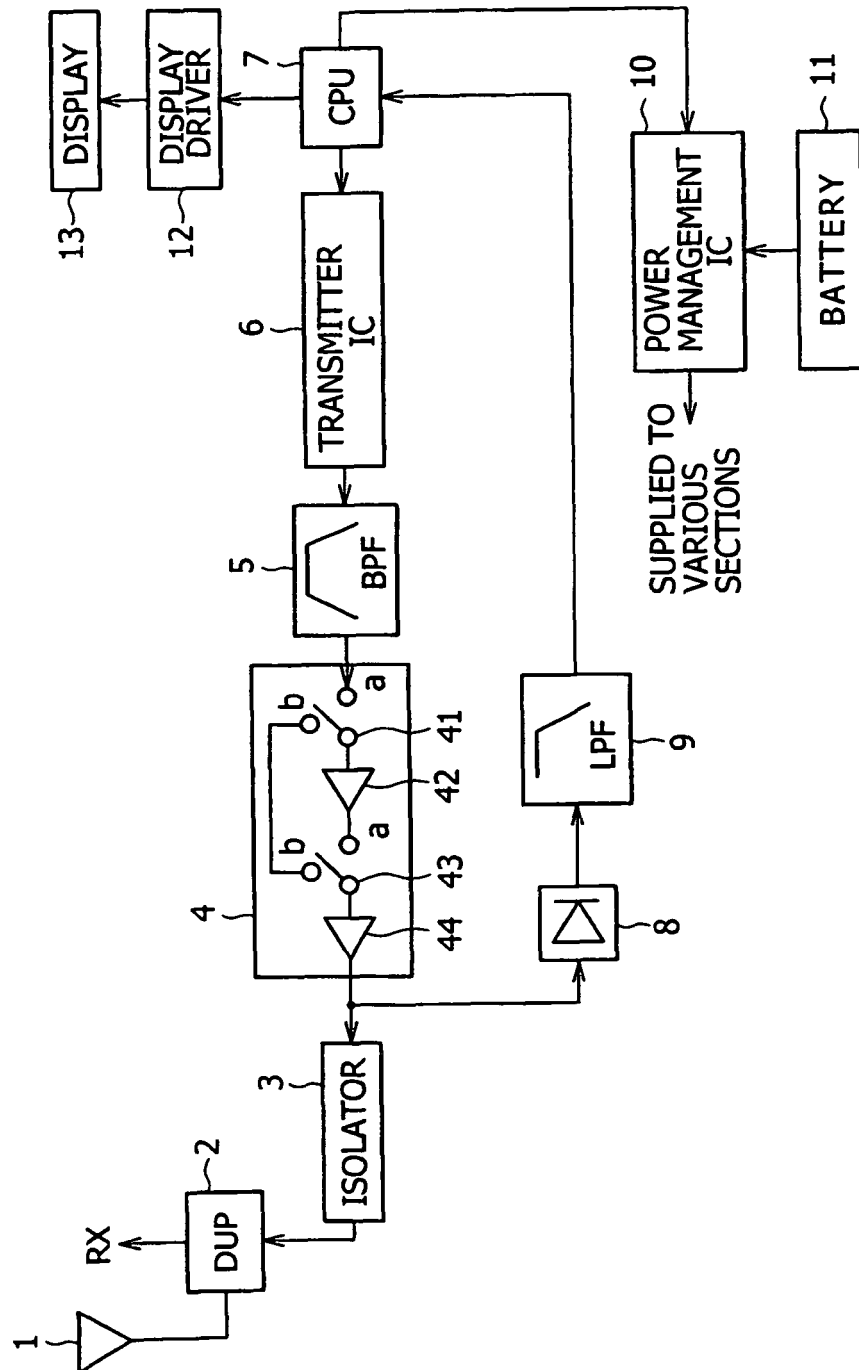 1
RX
2
DUP
3
ISOLATOR
4
b
b
a
a
41
42
43
44
5
BPF
6
TRANSMITTER
IC
7
CPU
12
DISPLAY
DRIVER
13
DISPLAY
8
9
LPF
10
POWER
MANAGEMENT
IC
11
BATTERY
SUPPLIED TO
VARIOUS
SECTIONS